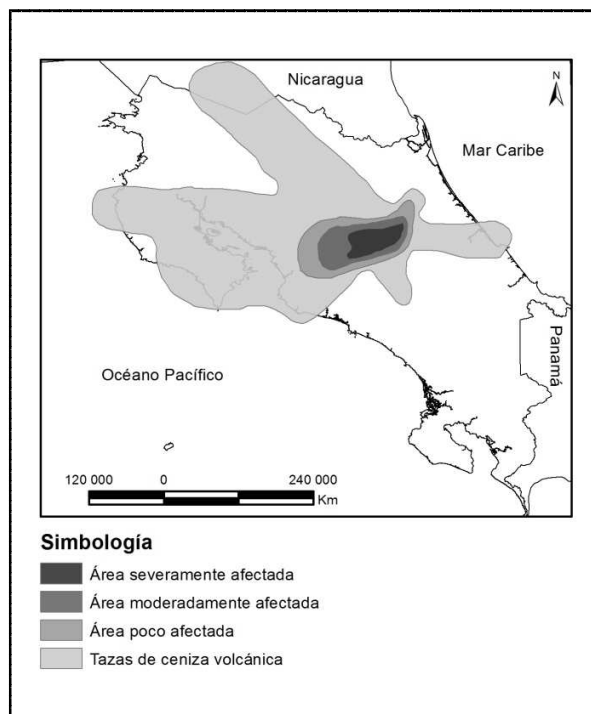 Nicaragua
N
Mar Caribe
Océano Pacífico
Panamá
120 000 0 240 000
Km
Simbología
Área severamente afectada
Área moderadamente afectada
Área poco afectada
Tazas de ceniza volcánica